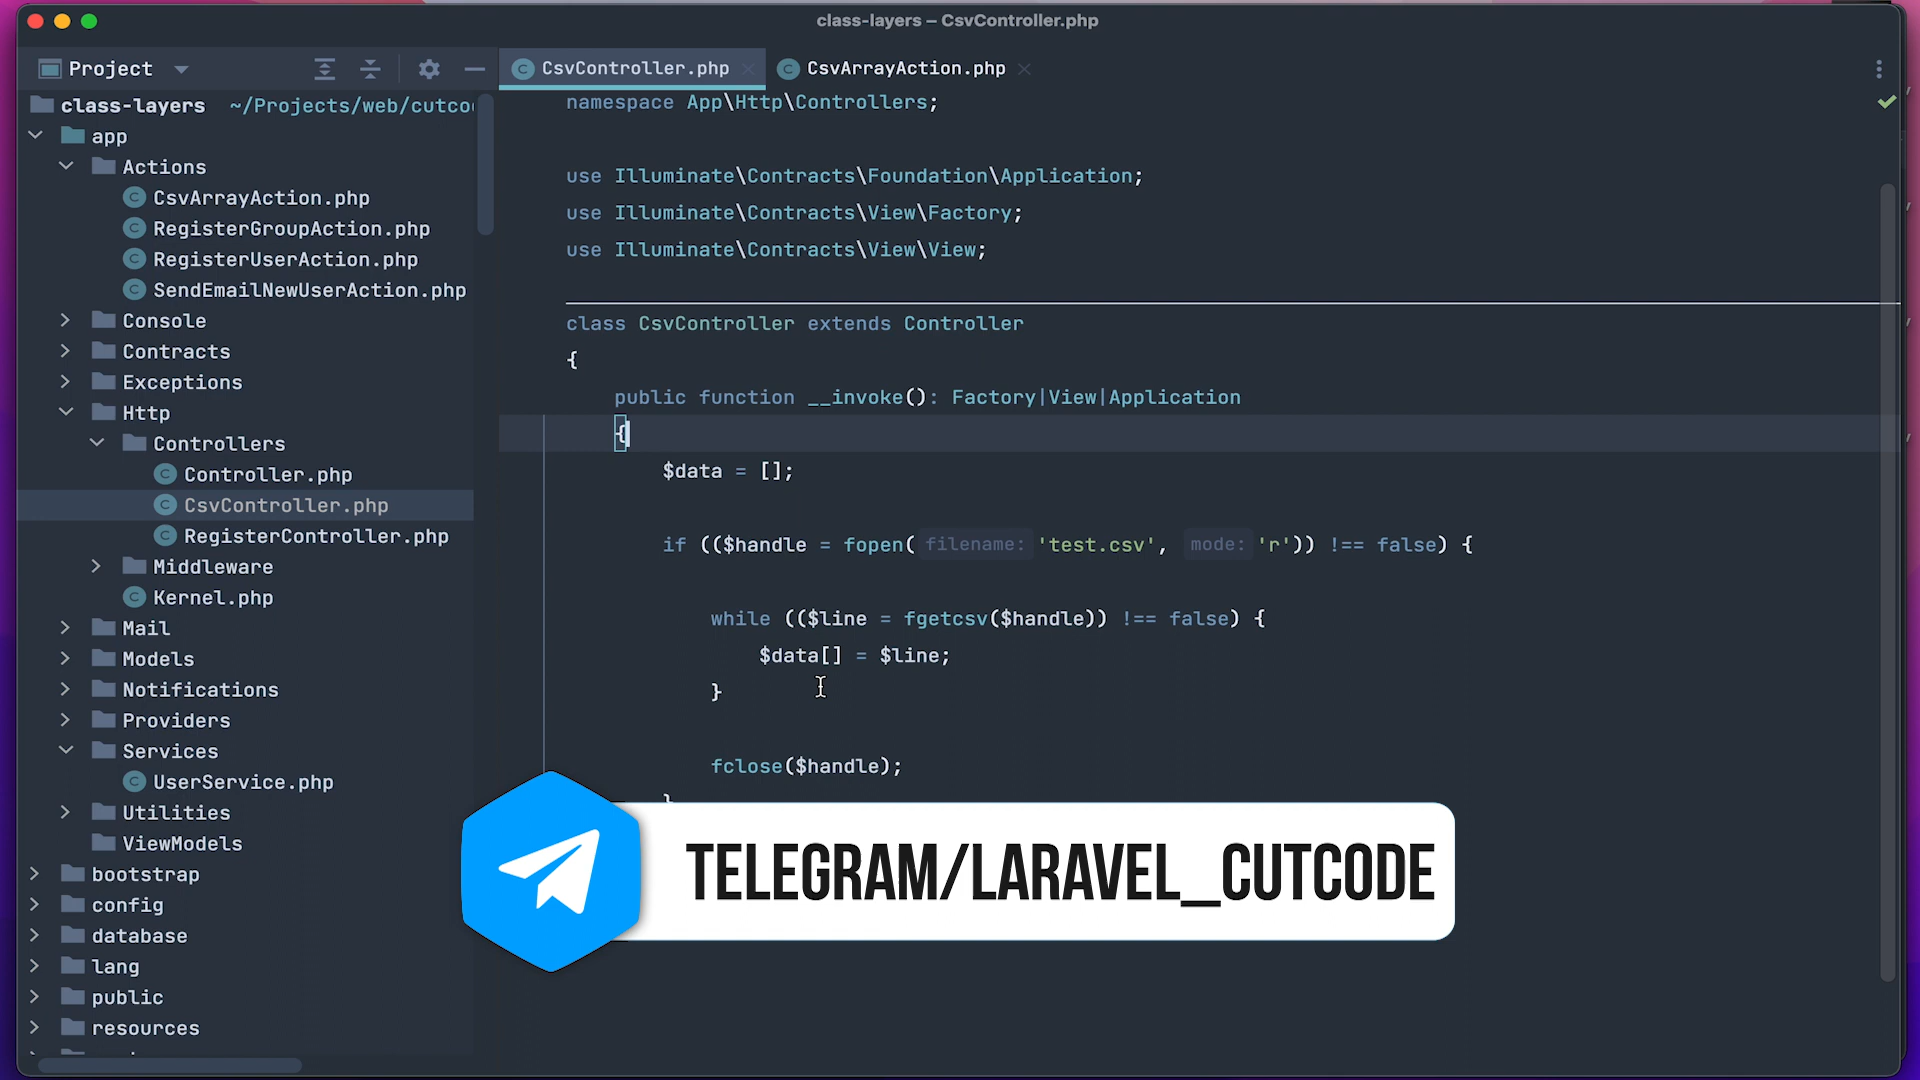 class-layers – CsvController.php
Project
CsvController.php
CsvArrayAction.php
class-layers ~/Projects/web/cutco
app
Actions
CsvArrayAction.php
RegisterGroupAction.php
RegisterUserAction.php
SendEmailNewUserAction.php
Console
Contracts
Exceptions
Http
Controllers
Controller.php
CsvController.php
RegisterController.php
Middleware
Kernel.php
Mail
Models
Notifications
Providers
Services
UserService.php
Utilities
ViewModels
bootstrap
config
database
lang
public
resources
namespace App\Http\Controllers;
use Illuminate\Contracts\Foundation\Application;
use Illuminate\Contracts\View\Factory;
use Illuminate\Contracts\View\View;
class CsvController extends Controller
{
public function __invoke(): Factory|View|Application
{
$data = [];
if (($handle = fopen( filename: 'test.csv', mode: 'r')) !== false) {
while (($line = fgetcsv($handle)) !== false) {
$data[] = $line;
}
fclose($handle);
}
TELEGRAM/LARAVEL_CUTCODE